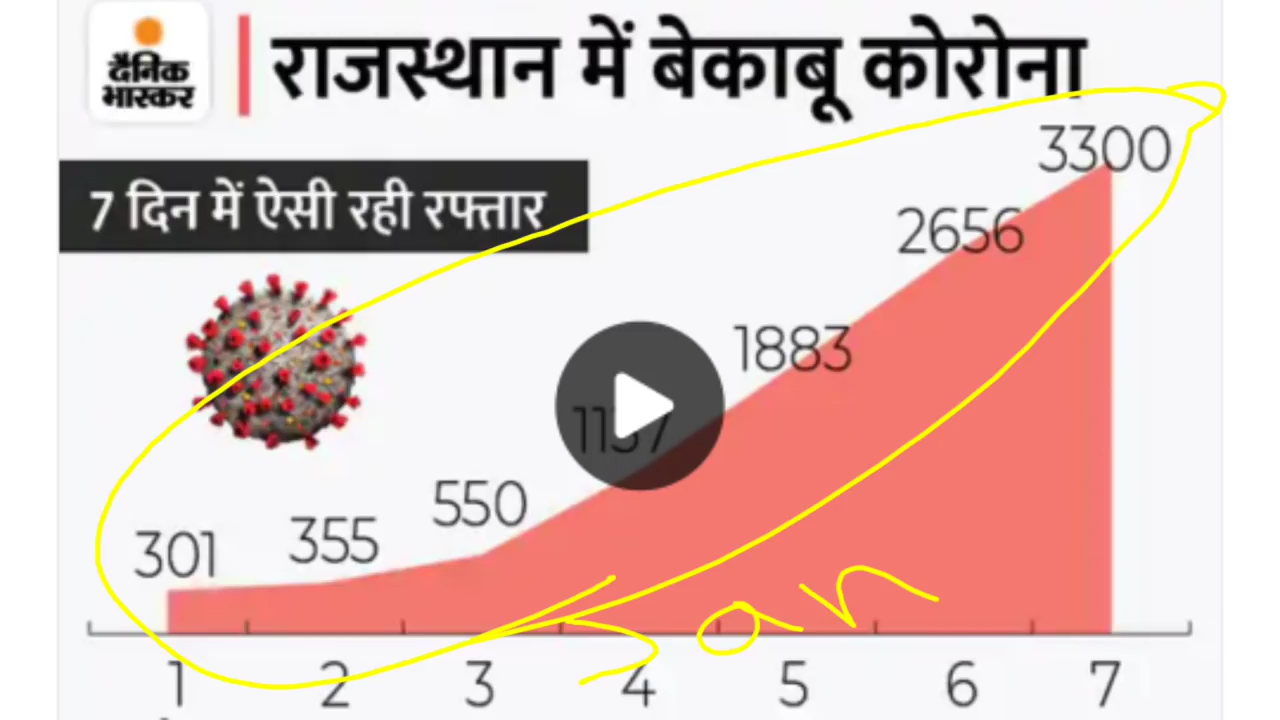 दैनिक
भास्कर
राजस्थान में बेकाबू कोरोना
7 दिन में ऐसी रही रफ्तार
3300
2656
1883
550
355
301
1 2 3 4 5 6 7